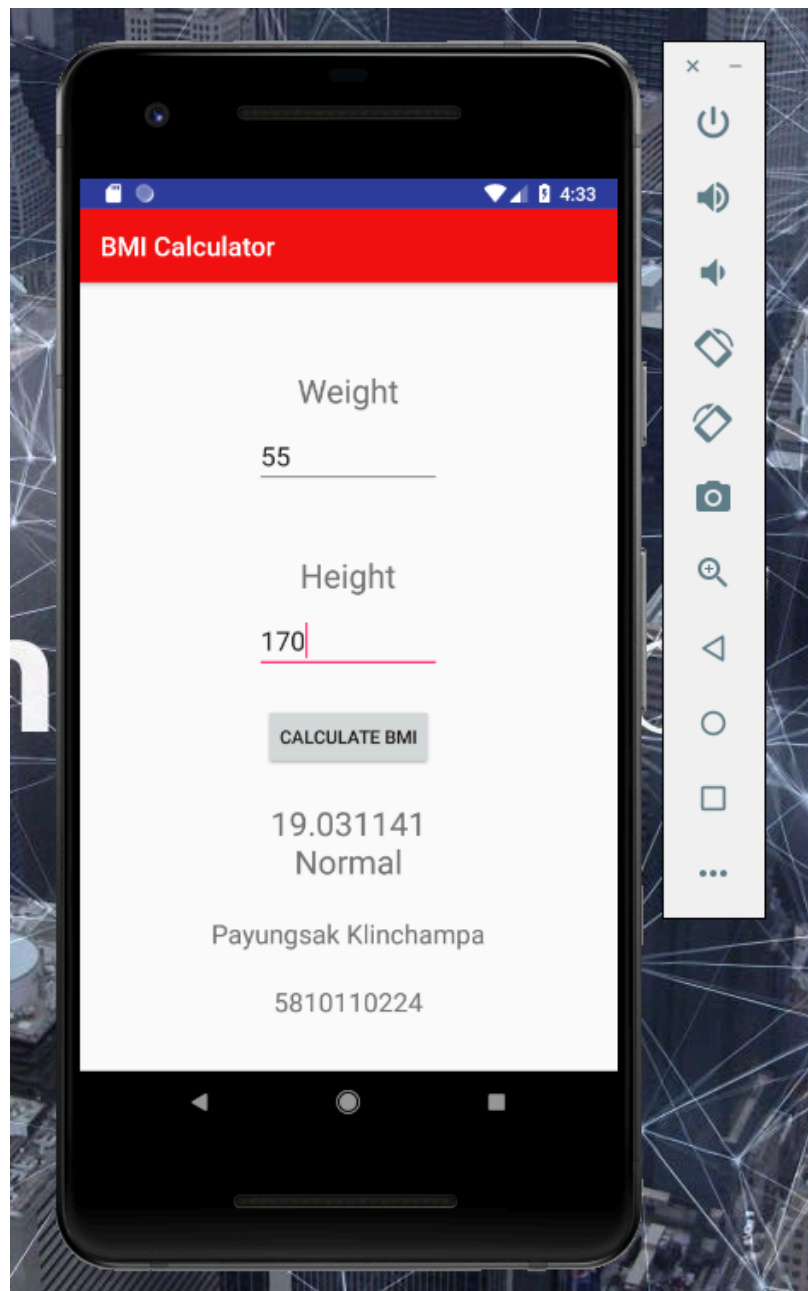 4:33
BMI Calculator
Weight
55
Height
170
CALCULATE BMI
19.031141
Normal
Payungsak Klinchampa
5810110224